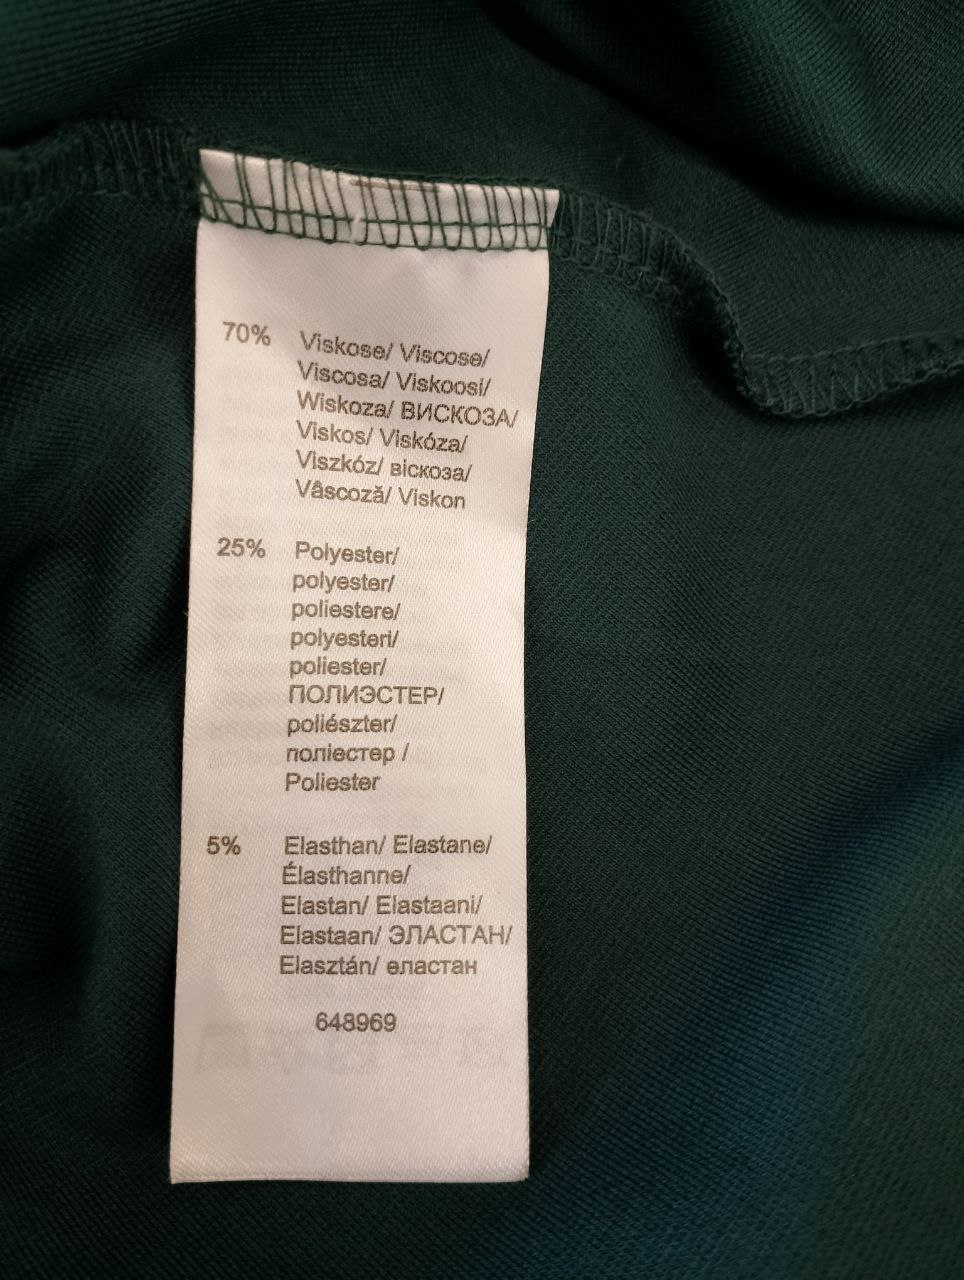 70% Viskose/ Viscose/
Viscosa/ Viskoosi/
Wiskoza/ ВИСКОЗА/
Viskos/ Viskóza/
Viszkóz/ віскоза/
Vâscoză/ Viskon
25% Polyester/
polyester/
poliestere/
polyesteri/
poliester/
ПОЛИЭСТЕР/
poliészter/
поліестер /
Poliester
5% Elasthan/ Elastane/
Élasthanne/
Elastan/ Elastaani/
Elastaan/ ЭЛАСТАН/
Elasztán/ еластан
648969